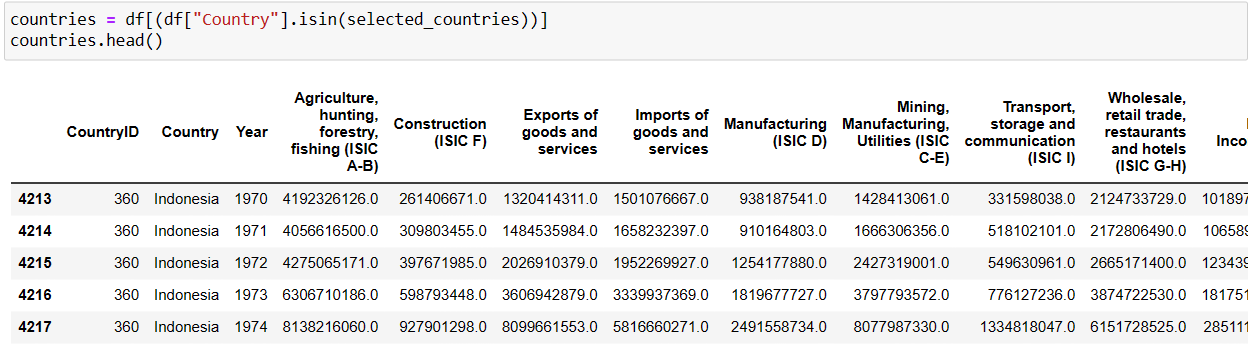 countries = df[(df["Country"].isin(selected_countries))]
countries.head()
CountryID Country Year Agriculture, hunting, forestry, fishing (ISIC A-B) Construction (ISIC F) Exports of goods and services Imports of goods and services Manufacturing (ISIC D) Mining, Manufacturing, Utilities (ISIC C-E) Transport, storage and communication (ISIC I) Wholesale, retail trade, restaurants and hotels (ISIC G-H)
4213 360 Indonesia 1970 4192326126.0 261406671.0 1320414311.0 1501076667.0 938187541.0 1428413061.0 331598038.0 2124733729.0 101897
4214 360 Indonesia 1971 4056616500.0 309803455.0 1484535984.0 1658232397.0 910164803.0 1666306356.0 518102101.0 2172806490.0 106589
4215 360 Indonesia 1972 4275065171.0 397671985.0 2026910379.0 1952269927.0 1254177880.0 2427319001.0 549630961.0 2665171400.0 123439
4216 360 Indonesia 1973 6306710186.0 598793448.0 3606942879.0 3339937369.0 1819677727.0 3797793572.0 776127236.0 3874722530.0 181751
4217 360 Indonesia 1974 8138216060.0 927901298.0 8099661553.0 5816660271.0 2491558734.0 8077987330.0 1334818047.0 6151728525.0 285111